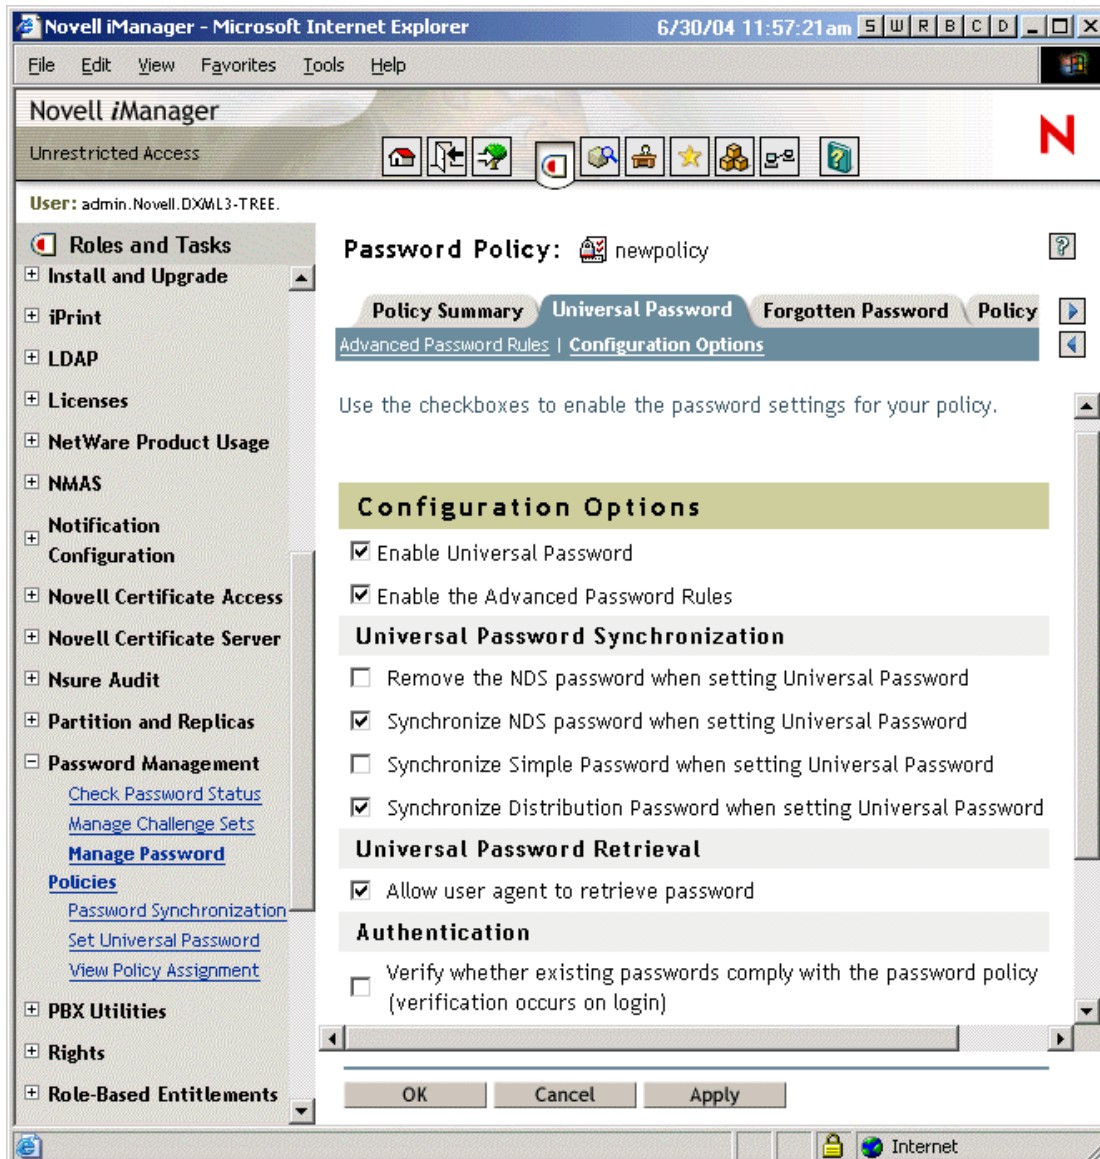 Novell iManager - Microsoft Internet Explorer 6/30/04 11:57:21am S W R B C D
File Edit View Favorites Tools Help
Novell iManager
Unrestricted Access
N
User: admin.Novell.DXML3-TREE.
Roles and Tasks
Install and Upgrade
iPrint
LDAP
Licenses
NetWare Product Usage
NMAS
Notification
Configuration
Novell Certificate Access
Novell Certificate Server
Nsure Audit
Partition and Replicas
Password Management
Check Password Status
Manage Challenge Sets
Manage Password
Policies
Password Synchronization
Set Universal Password
View Policy Assignment
PBX Utilities
Rights
Role-Based Entitlements
Password Policy: newpolicy
Policy Summary Universal Password Forgotten Password Policy
Advanced Password Rules | Configuration Options
Use the checkboxes to enable the password settings for your policy.
Configuration Options
Enable Universal Password
Enable the Advanced Password Rules
Universal Password Synchronization
Remove the NDS password when setting Universal Password
Synchronize NDS password when setting Universal Password
Synchronize Simple Password when setting Universal Password
Synchronize Distribution Password when setting Universal Password
Universal Password Retrieval
Allow user agent to retrieve password
Authentication
Verify whether existing passwords comply with the password policy
(verification occurs on login)
OK Cancel Apply
Internet